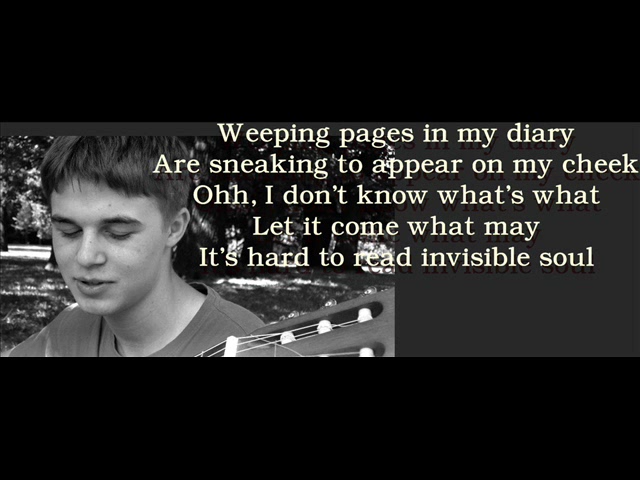 Weeping pages in my diary
Are sneaking to appear on my cheek
Ohh, I don't know what's what
Let it come what may
It's hard to read invisible soul